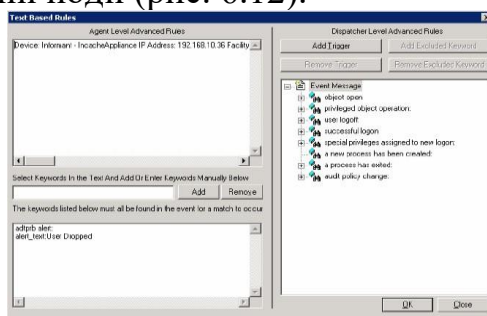 ни події (рис. 6.12).
Text Based Rules
Agent Level Advanced Rules
Device: Informant - IncacheAppliance IP Address: 192.168.10.36 Facility
Select Keywords In The Text And Add Or Enter Keywods Manually Below
Add Remove
The keywords listed below must all be found in the event for a match to occur
adtprb alert:
alert_text:User Dropped
Dispatcher Level Advanced Rules
Add Trigger Add Excluded Keyword
Remove Trigger Remove Excluded Keyword
Event Message
object open
privileged object operation:
user logoff:
successful logon
special privileges assigned to new logon:
a new process has been created:
a process has exited:
audit policy change:
OK Close